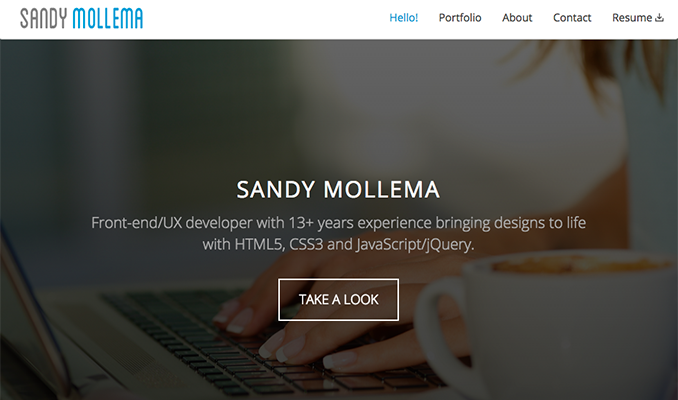 SANDY MOLLEMA
Hello! Portfolio About Contact Resume
SANDY MOLLEMA
Front-end/UX developer with 13+ years experience bringing designs to life
with HTML5, CSS3 and JavaScript/jQuery.
TAKE A LOOK